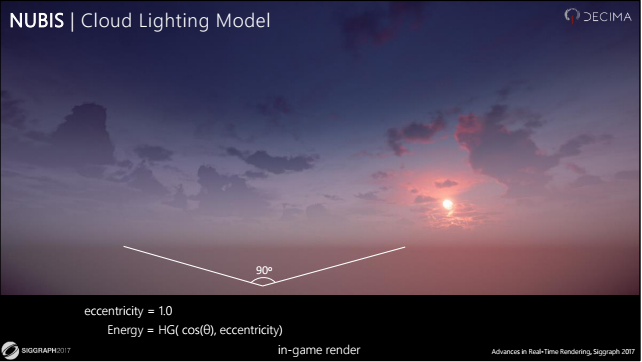 NUBIS | Cloud Lighting Model
DECIMA
90º
eccentricity = 1.0
Energy = HG( cos(θ), eccentricity)
SIGGRAPH2017
in-game render
Advances in Real-Time Rendering, Siggraph 2017